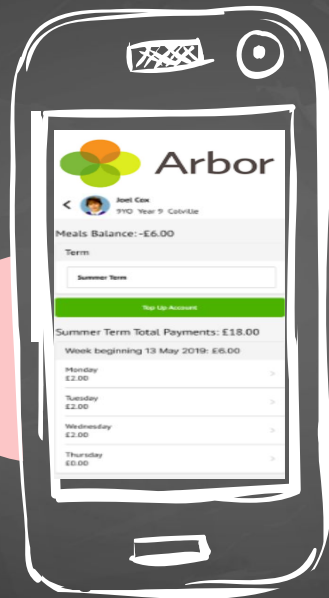 Arbor
Joel Cox
9YO Year 9 Colville
Meals Balance:-£6.00
Term
Summer Term
Top Up Account
Summer Term Total Payments: £18.00
Week beginning 13 May 2019: £6.00
Monday
£2.00
Tuesday
£2.00
Wednesday
£2.00
Thursday
£0.00